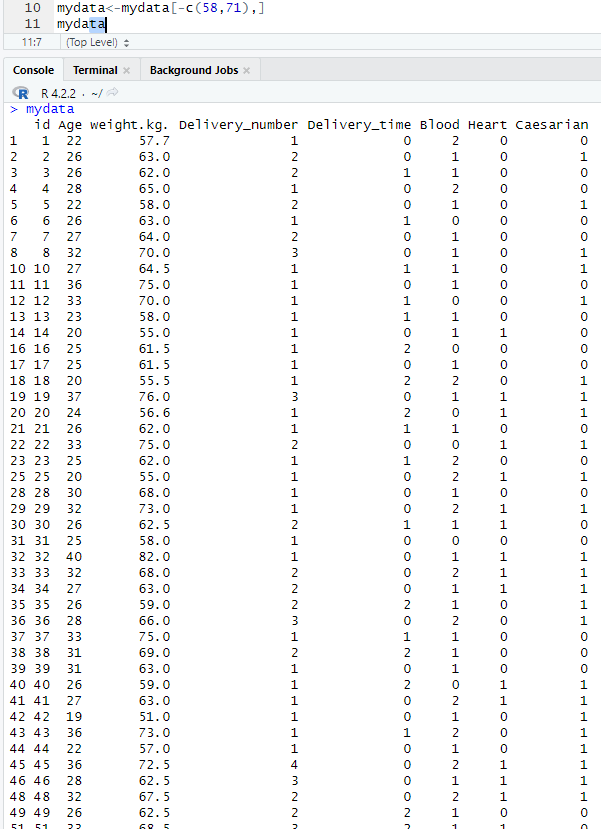 10 mydata<-mydata[-c(58,71),]
11 mydata
11:7 (Top Level)
Console Terminal Background Jobs
R 4.2.2 · ~/
> mydata
id Age weight.kg. Delivery_number Delivery_time Blood Heart Caesarian
1 1 22 57.7 1 0 2 0 0
2 2 26 63.0 2 0 1 0 1
3 3 26 62.0 2 1 1 0 0
4 4 28 65.0 1 0 2 0 0
5 5 22 58.0 2 0 1 0 1
6 6 26 63.0 1 1 0 0 0
7 7 27 64.0 2 0 1 0 0
8 8 32 70.0 3 0 1 0 1
10 10 27 64.5 1 1 1 0 1
11 11 36 75.0 1 0 1 0 0
12 12 33 70.0 1 1 0 0 1
13 13 23 58.0 1 1 1 0 0
14 14 20 55.0 1 0 1 1 0
16 16 25 61.5 1 2 0 0 0
17 17 25 61.5 1 0 1 0 0
18 18 20 55.5 1 2 2 0 1
19 19 37 76.0 3 0 1 1 1
20 20 24 56.6 1 2 0 1 1
21 21 26 62.0 1 1 1 0 0
22 22 33 75.0 2 0 0 1 1
23 23 25 62.0 1 1 2 0 0
25 25 20 55.0 1 0 2 1 1
28 28 30 68.0 1 0 1 0 0
29 29 32 73.0 1 0 2 1 1
30 30 26 62.5 2 1 1 1 0
31 31 25 58.0 1 0 0 0 0
32 32 40 82.0 1 0 1 1 1
33 33 32 68.0 2 0 2 1 1
34 34 27 63.0 2 0 1 1 1
35 35 26 59.0 2 2 1 0 1
36 36 28 66.0 3 0 2 0 1
37 37 33 75.0 1 1 1 0 0
38 38 31 69.0 2 2 1 0 0
39 39 31 63.0 1 0 1 0 0
40 40 26 59.0 1 2 0 1 1
41 41 27 63.0 1 0 2 1 1
42 42 19 51.0 1 0 1 0 1
43 43 36 73.0 1 1 2 0 1
44 44 22 57.0 1 0 1 0 1
45 45 36 72.5 4 0 2 1 1
46 46 28 62.5 3 0 1 1 1
48 48 32 67.5 2 0 2 1 1
49 49 26 62.5 2 2 1 0 0
51 51 33 68.5 3 2 1 1 0